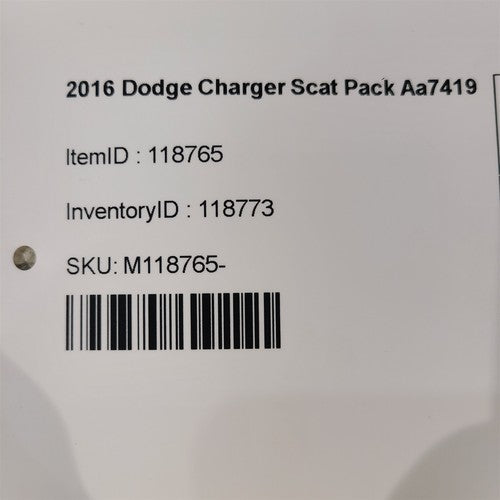 2016 Dodge Charger Scat Pack Aa7419
ItemID : 118765
InventoryID : 118773
SKU: M118765-